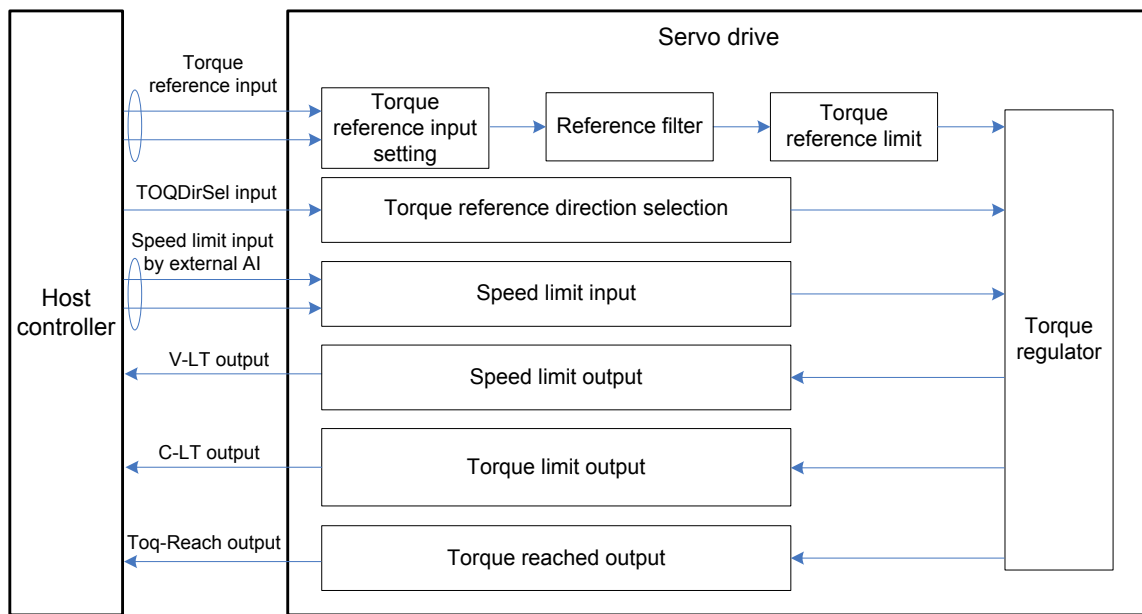 Servo drive
Host
controller
Torque
reference input
Torque
reference input
setting
Reference filter
Torque
reference limit
TOQDirSel input
Torque reference direction selection
Speed limit input
by external AI
Speed limit input
Torque
regulator
V-LT output
Speed limit output
C-LT output
Torque limit output
Toq-Reach output
Torque reached output